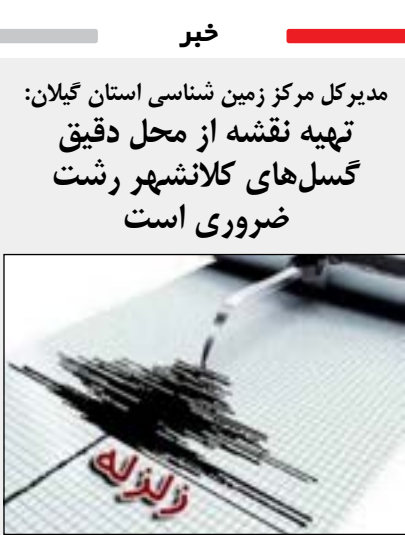 خبر
مدیرکل مرکز زمین شناسی استان گیلان:
تهیه نقشه از محل دقیق
گسل‌های کلانشهر رشت
ضروری است
زلزله